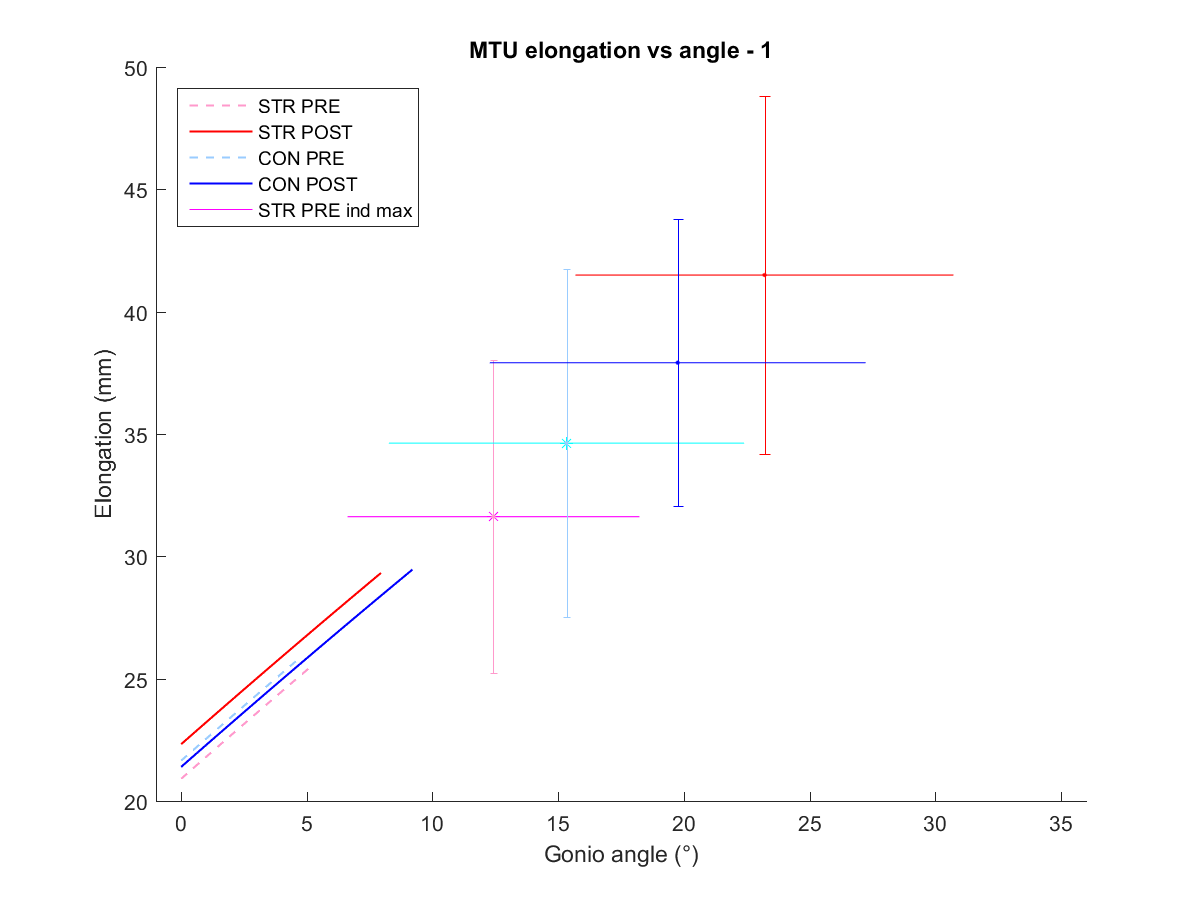 MTU elongation vs angle - 1
50
45
40
35
30
25
20
Elongation (mm)
STR PRE
STR POST
CON PRE
CON POST
STR PRE ind max
0 5 10 15 20 25 30 35
Gonio angle (°)